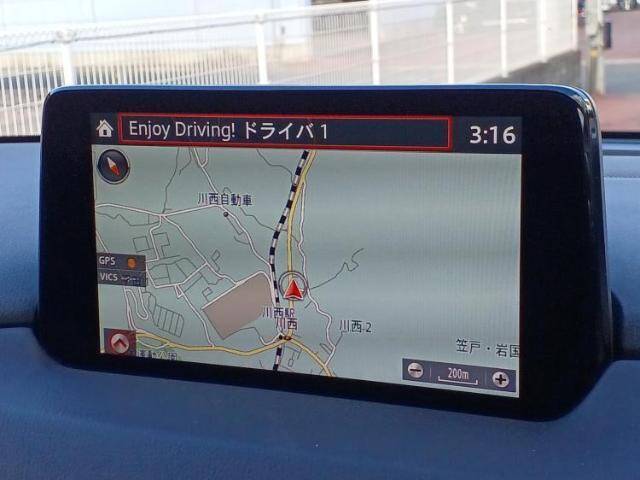 Enjoy Driving! ドライバ 1
3:16
川西自動車
GPS
VICS
川西駅
川西
川西2
笠戸・岩国
200m